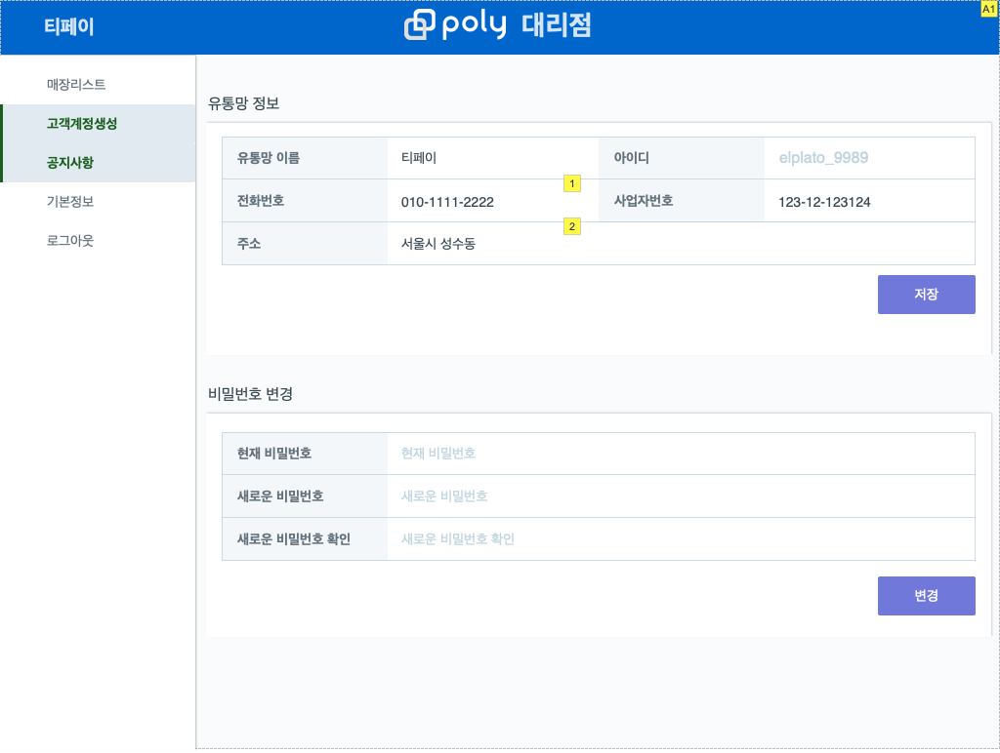 티페이
poly 대리점
A1
매장리스트
고객계정생성
공지사항
기본정보
로그아웃
유통망 정보
유통망 이름 티페이 아이디 elplato_9989
1
전화번호 010-1111-2222 사업자번호 123-12-123124
2
주소 서울시 성수동
저장
비밀번호 변경
현재 비밀번호 현재 비밀번호
새로운 비밀번호 새로운 비밀번호
새로운 비밀번호 확인 새로운 비밀번호 확인
변경